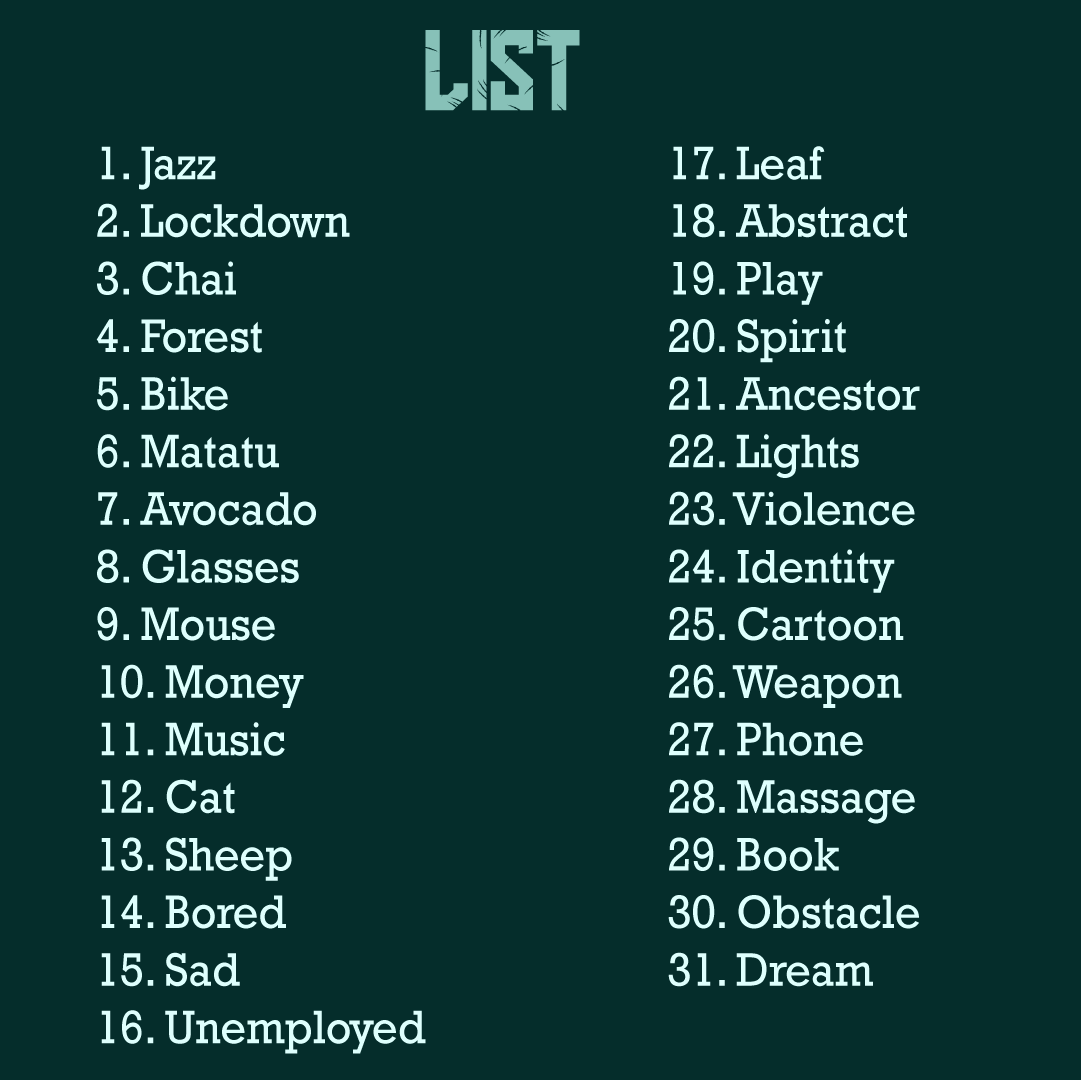 LIST
1. Jazz
2. Lockdown
3. Chai
4. Forest
5. Bike
6. Matatu
7. Avocado
8. Glasses
9. Mouse
10. Money
11. Music
12. Cat
13. Sheep
14. Bored
15. Sad
16. Unemployed
17. Leaf
18. Abstract
19. Play
20. Spirit
21. Ancestor
22. Lights
23. Violence
24. Identity
25. Cartoon
26. Weapon
27. Phone
28. Massage
29. Book
30. Obstacle
31. Dream